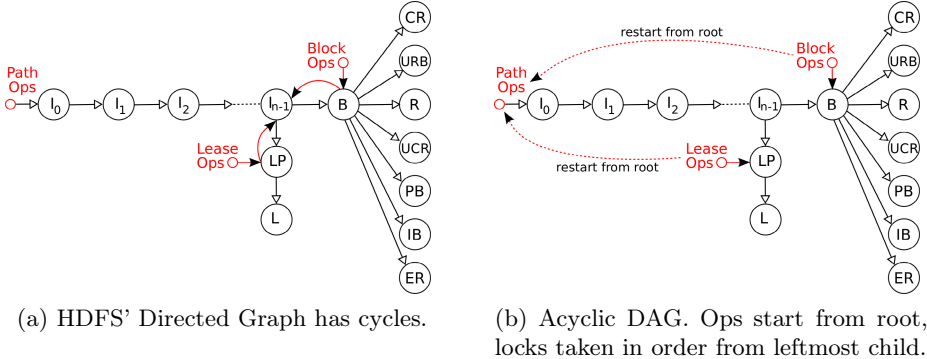 Path
Ops
I0
I1
I2
In-1
Block
Ops
B
Lease
Ops
LP
L
CR
URB
R
UCR
PB
IB
ER
(a) HDFS' Directed Graph has cycles.
restart from root
Path
Ops
I0
I1
I2
In-1
Block
Ops
B
Lease
Ops
restart from root
LP
L
CR
URB
R
UCR
PB
IB
ER
(b) Acyclic DAG. Ops start from root,
locks taken in order from leftmost child.